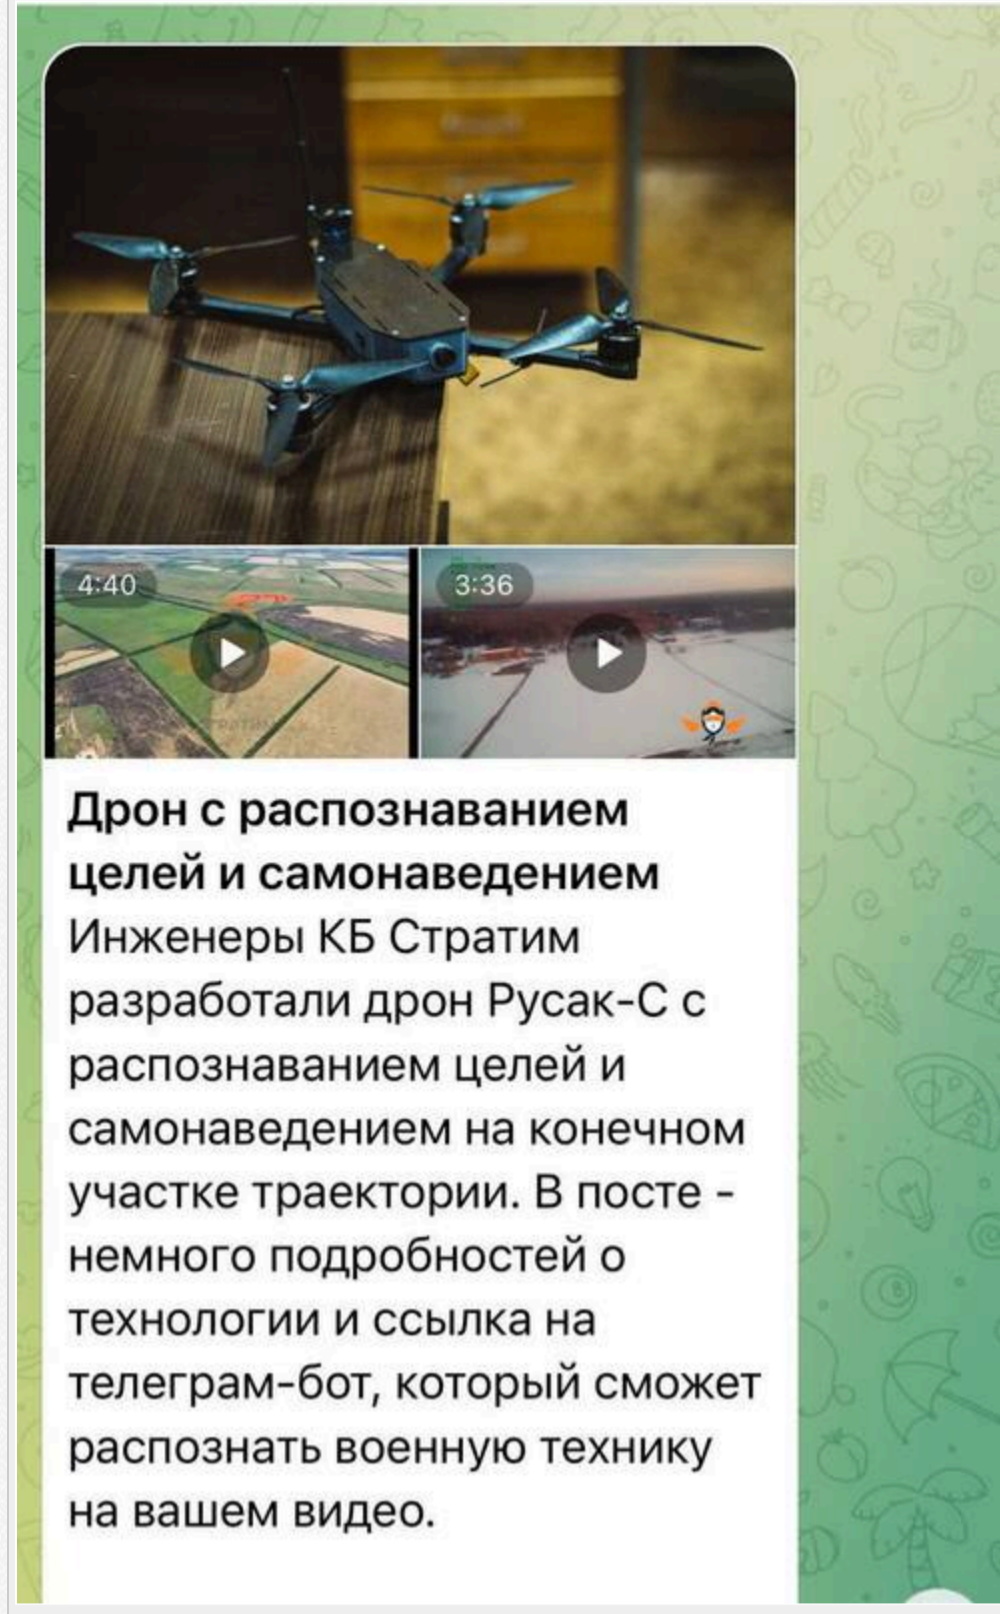 4:40
3:36
Дрон с распознаванием
целей и самонаведением
Инженеры КБ Стратим
разработали дрон Русак-С с
распознаванием целей и
самонаведением на конечном
участке траектории. В посте -
немного подробностей о
технологии и ссылка на
телеграм-бот, который сможет
распознать военную технику
на вашем видео.